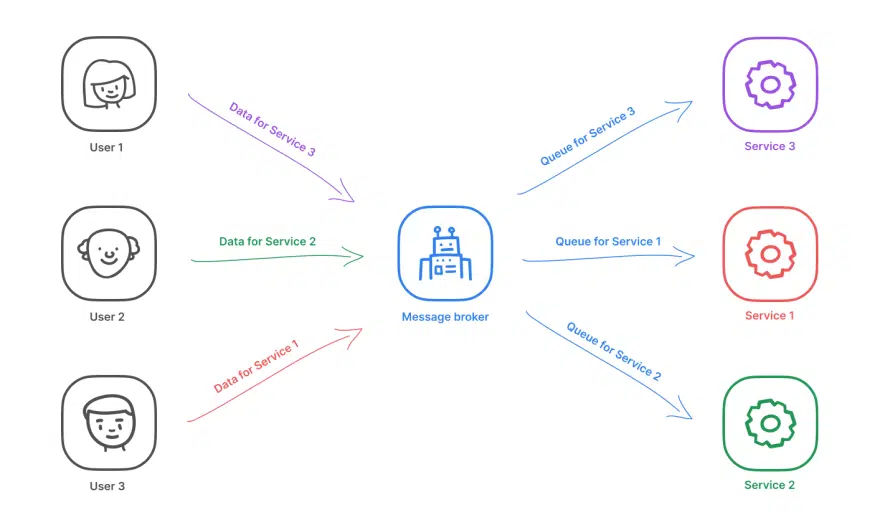 User 1
Data for Service 3
Queue for Service 3
Service 3
User 2
Data for Service 2
Message broker
Queue for Service 1
Service 1
User 3
Data for Service 1
Queue for Service 2
Service 2